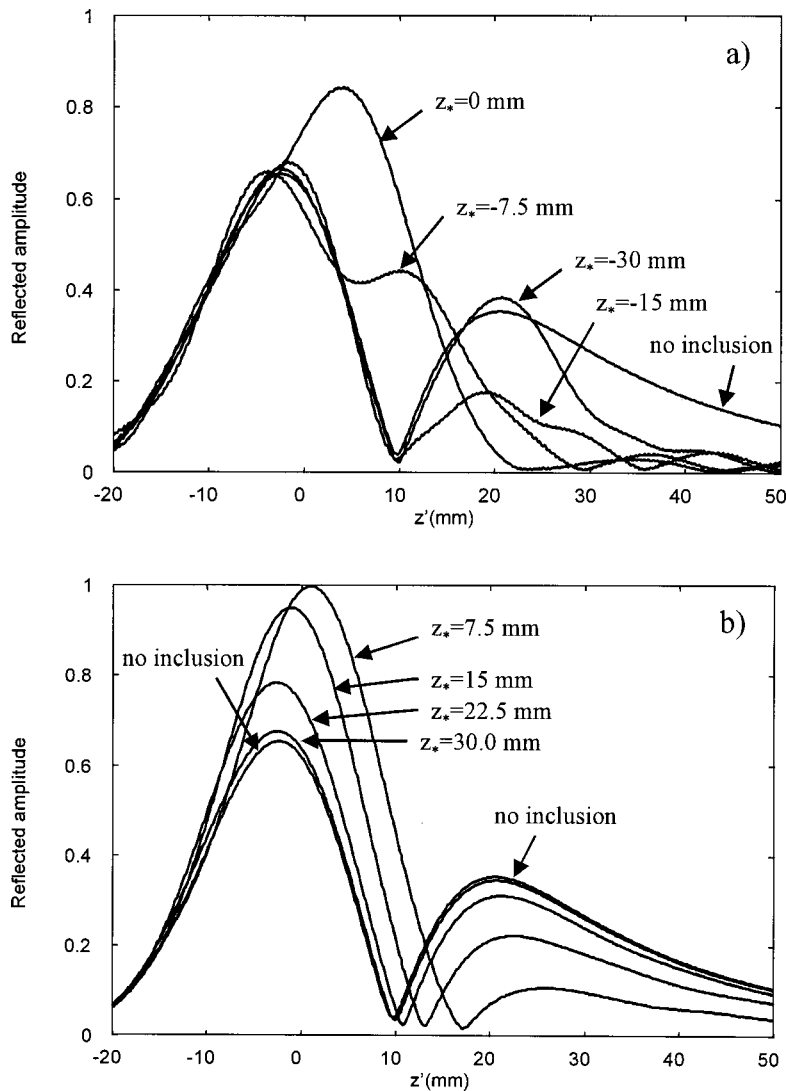 a)
1
0.8
0.6
0.4
0.2
0
Reflected amplitude
z*=0 mm
z*=-7.5 mm
z*=-30 mm
z*=-15 mm
no inclusion
-20 -10 0 10 20 30 40 50
z'(mm)
b)
1
0.8
0.6
0.4
0.2
0
Reflected amplitude
no inclusion
z*=7.5 mm
z*=15 mm
z*=22.5 mm
z*=30.0 mm
no inclusion
-20 -10 0 10 20 30 40 50
z'(mm)